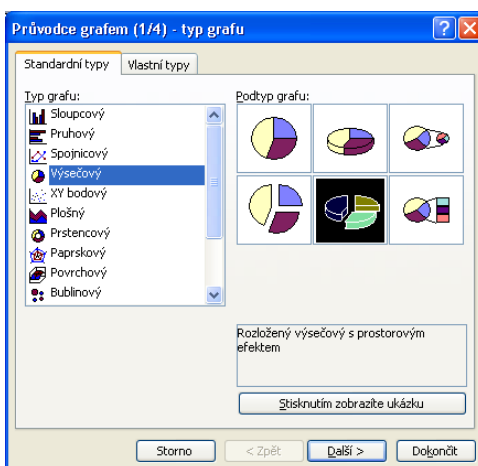 Průvodce grafem (1/4) - typ grafu
Standardní typy
Vlastní typy
Typ grafu:
Sloupcový
Pruhový
Spojnicový
Výsečový
XY bodový
Plošný
Prstencový
Paprskový
Povrchový
Bublinový
Podtyp grafu:
Rozložený výsečový s prostorovým
efektem
Stisknutím zobrazíte ukázku
Storno
< Zpět
Další >
Dokončit